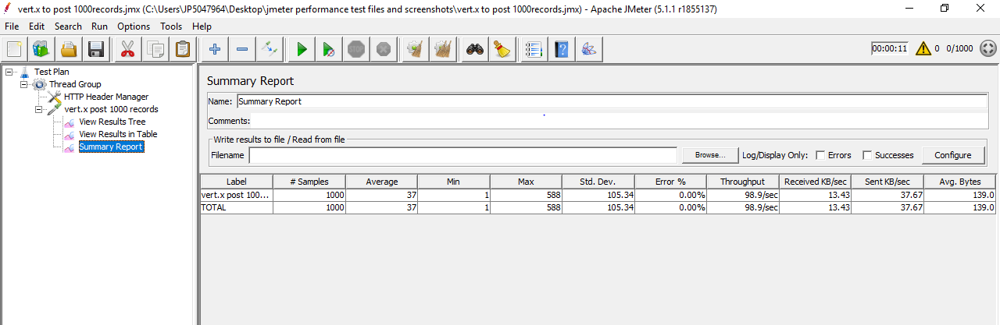 vert.x to post 1000records.jmx (C:\Users\JP5047964\Desktop\jmeter performance test files and screenshots\vert.x to post 1000records.jmx) - Apache JMeter (5.1.1 r1855137)
File Edit Search Run Options Tools Help
STOP 00:00:11 0 0/1000
Test Plan
Thread Group
HTTP Header Manager
vert.x post 1000 records
View Results Tree
View Results in Table
Summary Report
Summary Report
Name: Summary Report
Comments:
Write results to file / Read from file
Filename Browse... Log/Display Only: Errors Successes Configure
Label # Samples Average Min Max Std. Dev. Error % Throughput Received KB/sec Sent KB/sec Avg. Bytes
vert.x post 100... 1000 37 1 588 105.34 0.00% 98.9/sec 13.43 37.67 139.0
TOTAL 1000 37 1 588 105.34 0.00% 98.9/sec 13.43 37.67 139.0